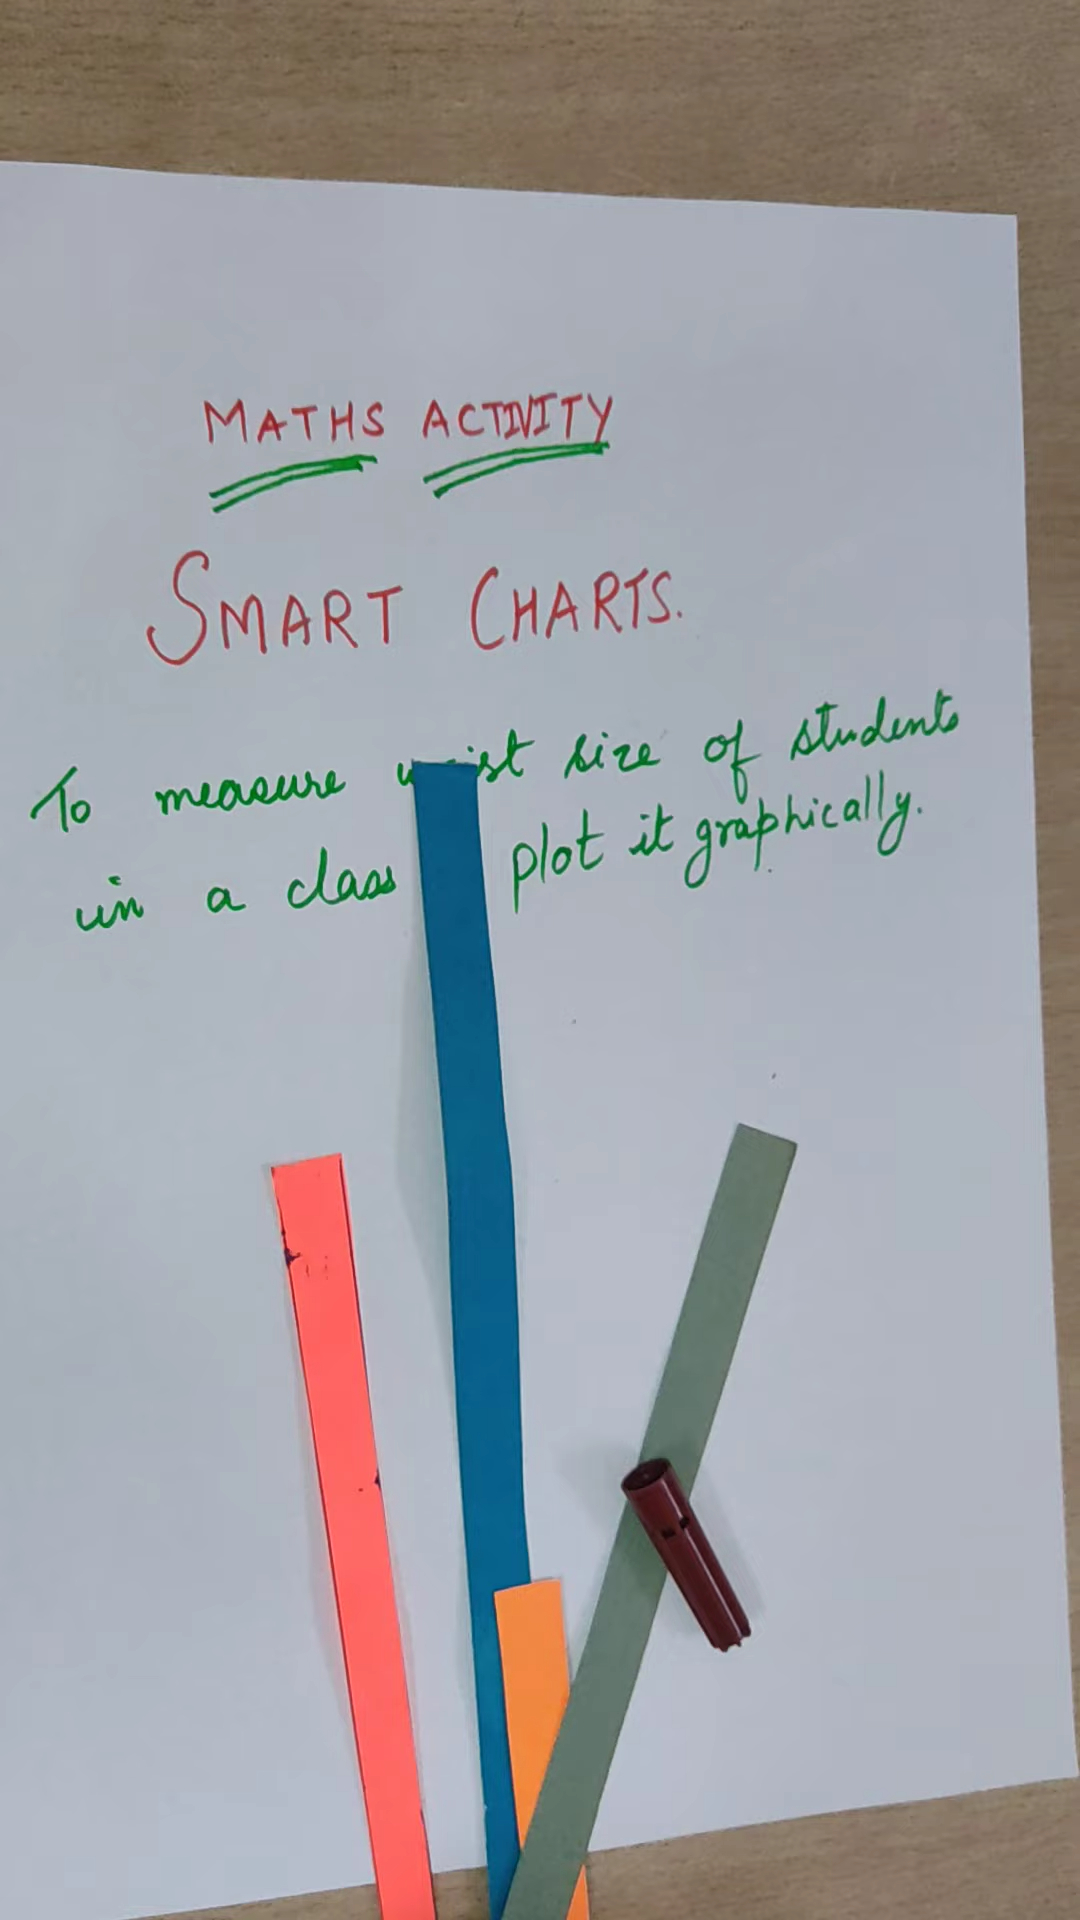 MATHS ACTIVITY
SMART CHARTS.
To measure size of students
in a class plot it graphically.